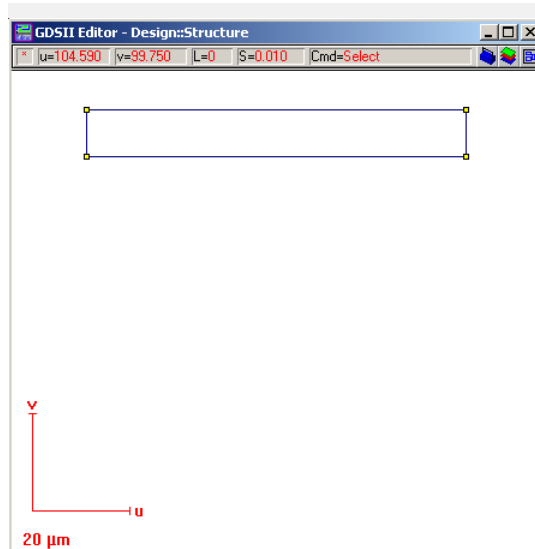 GDSII Editor - Design::Structure
* u=104.590 v=99.750 L=0 S=0.010 Cmd=Select
v
u
20 µm